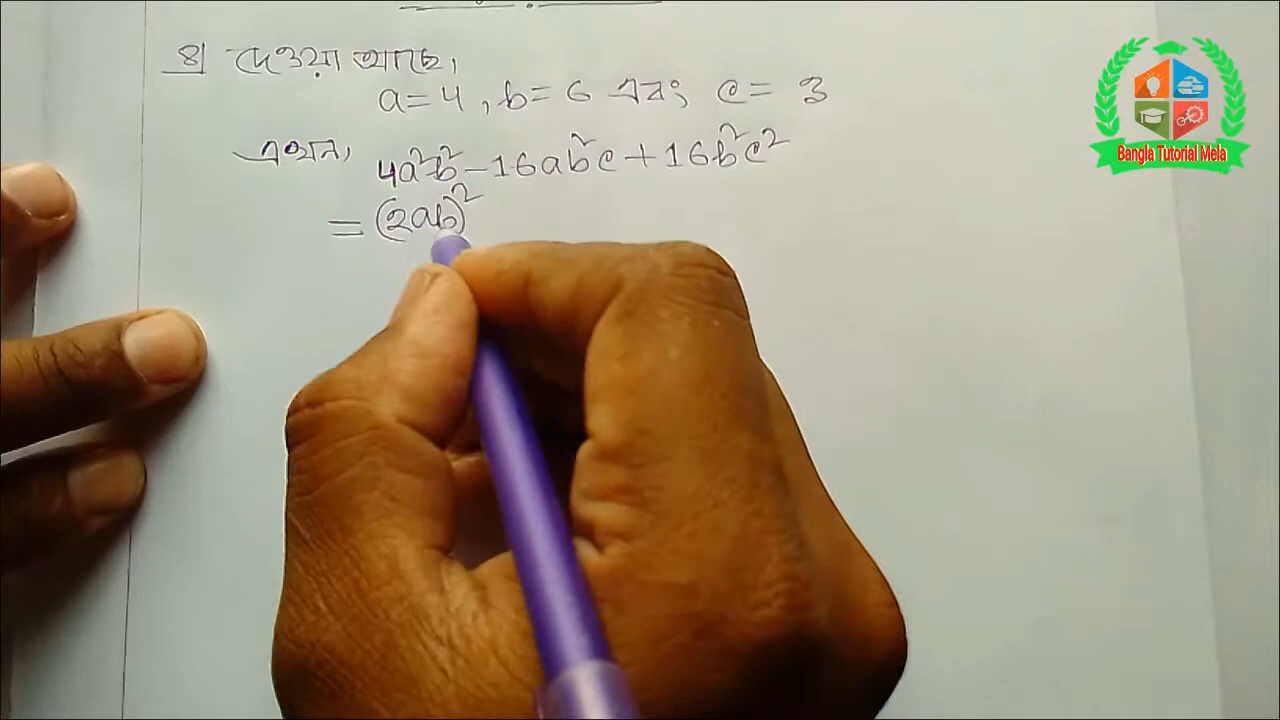 ৪। দেওয়া আছে,
a = 4, b = 6 এবং c = 3
এখন, 4a²b² − 16ab²c + 16b²c²
= (2ab)²
Bangla Tutorial Mela